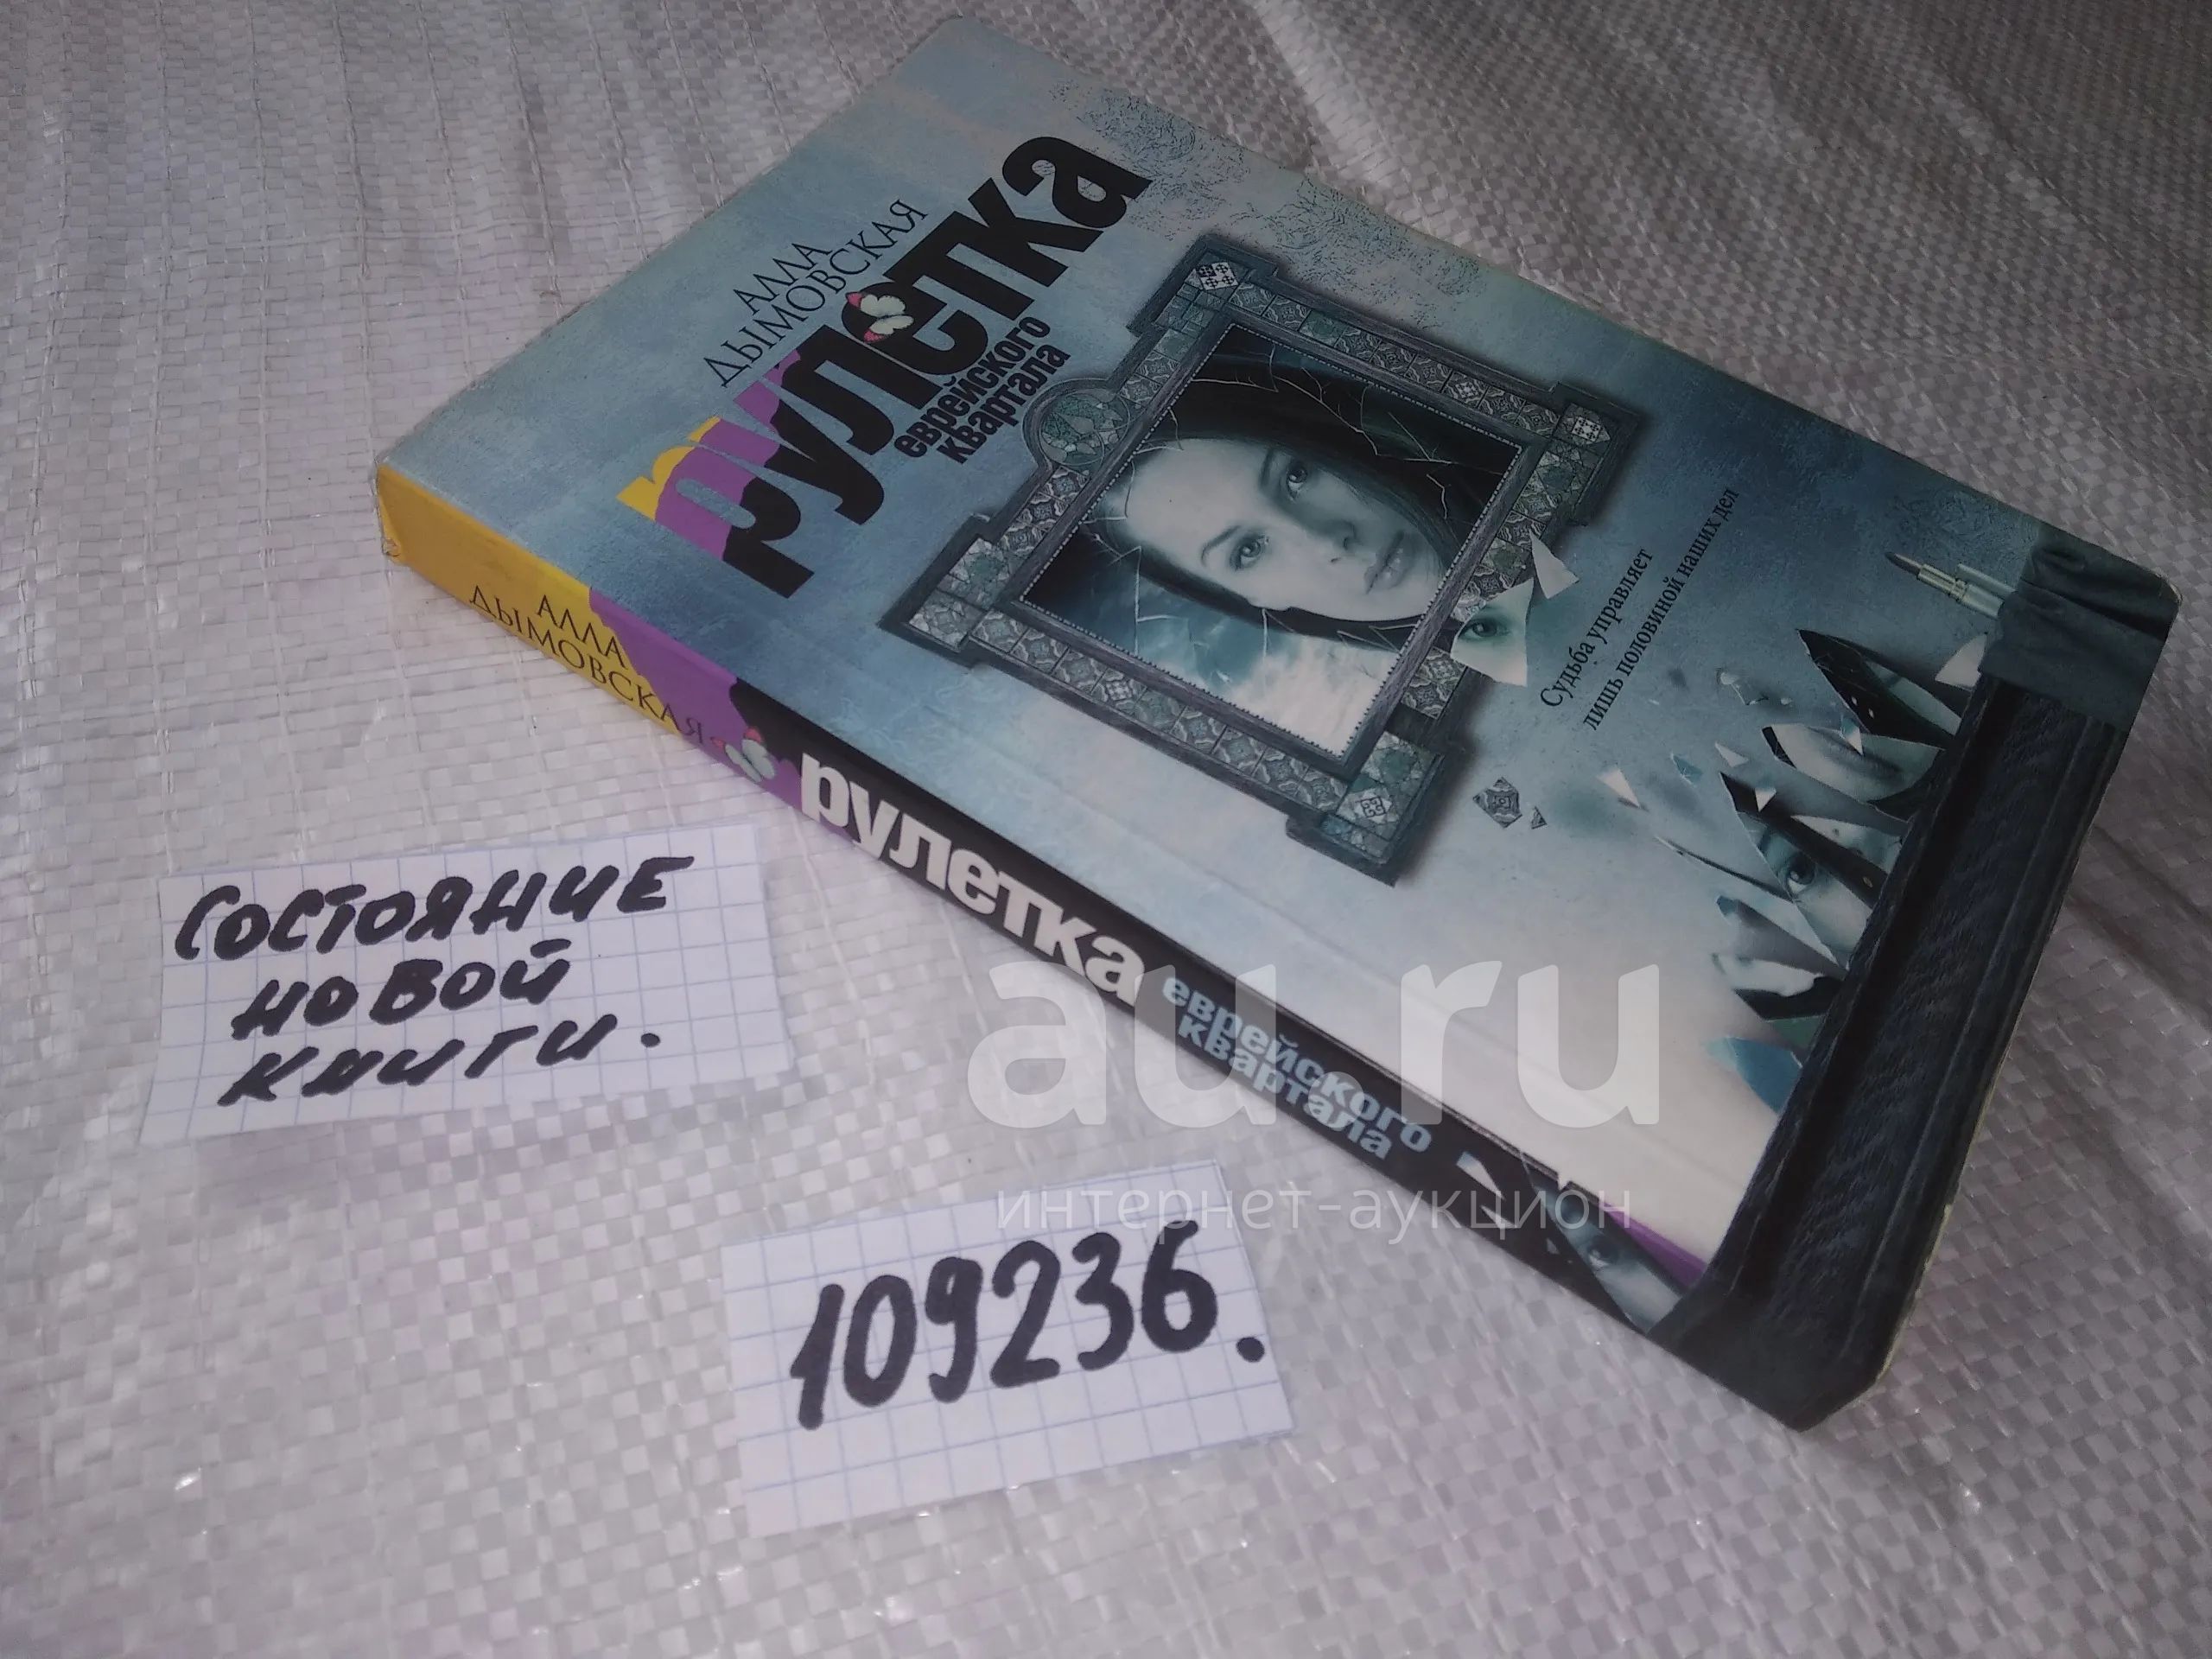 АЛЛА
ДЫМОВСКАЯ
рулетка
еврейского
квартала
Судьба управляет
лишь половиной наших дел
АЛЛА
ДЫМОВСКАЯ
рулетка
еврейского
квартала
СОСТОЯНИЕ
НОВОЙ
КНИГИ.
109236.
au.ru
интернет-аукцион